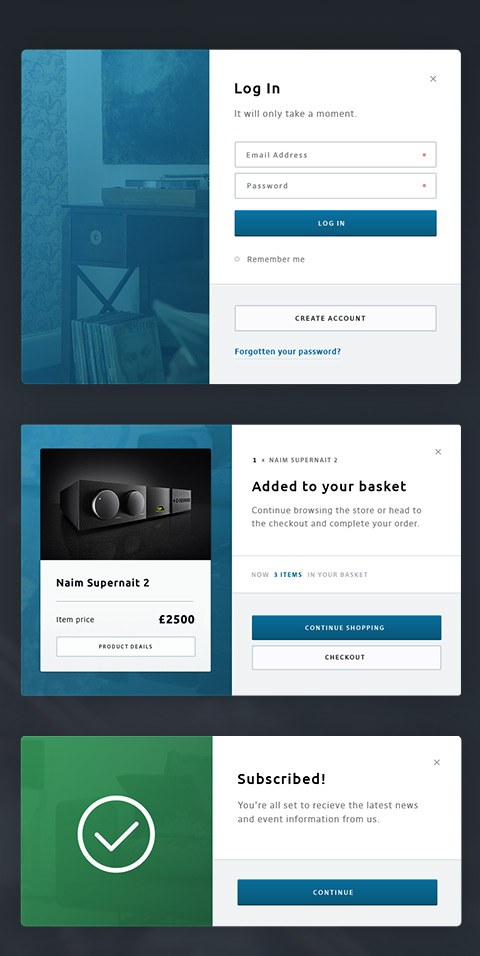 Log In
It will only take a moment.
Email Address *
Password *
LOG IN
Remember me
CREATE ACCOUNT
Forgotten your password?
Naim Supernait 2
Item price £2500
PRODUCT DEAILS
1 x NAIM SUPERNAIT 2
Added to your basket
Continue browsing the store or head to
the checkout and complete your order.
NOW 3 ITEMS IN YOUR BASKET
CONTINUE SHOPPING
CHECKOUT
Subscribed!
You're all set to recieve the latest news
and event information from us.
CONTINUE